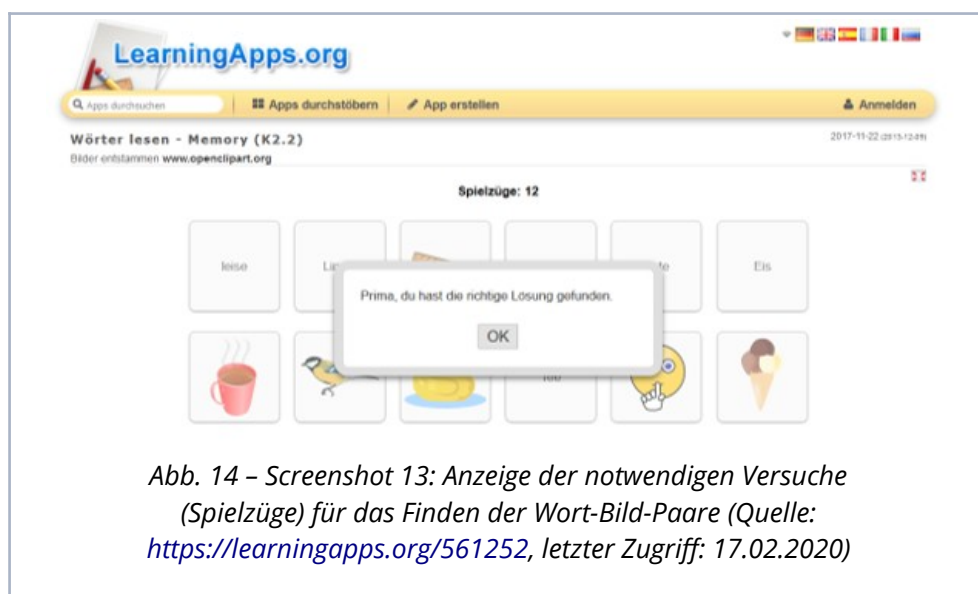 LearningApps.org
Apps durchsuchen
Apps durchstöbern
App erstellen
Anmelden
Wörter lesen - Memory (K2.2)
2017-11-22 (2015-12-09)
Bilder entstammen www.openclipart.org
Spielzüge: 12
leise
Eis
Prima, du hast die richtige Lösung gefunden.
OK
Abb. 14 – Screenshot 13: Anzeige der notwendigen Versuche
(Spielzüge) für das Finden der Wort-Bild-Paare (Quelle:
https://learningapps.org/561252, letzter Zugriff: 17.02.2020)